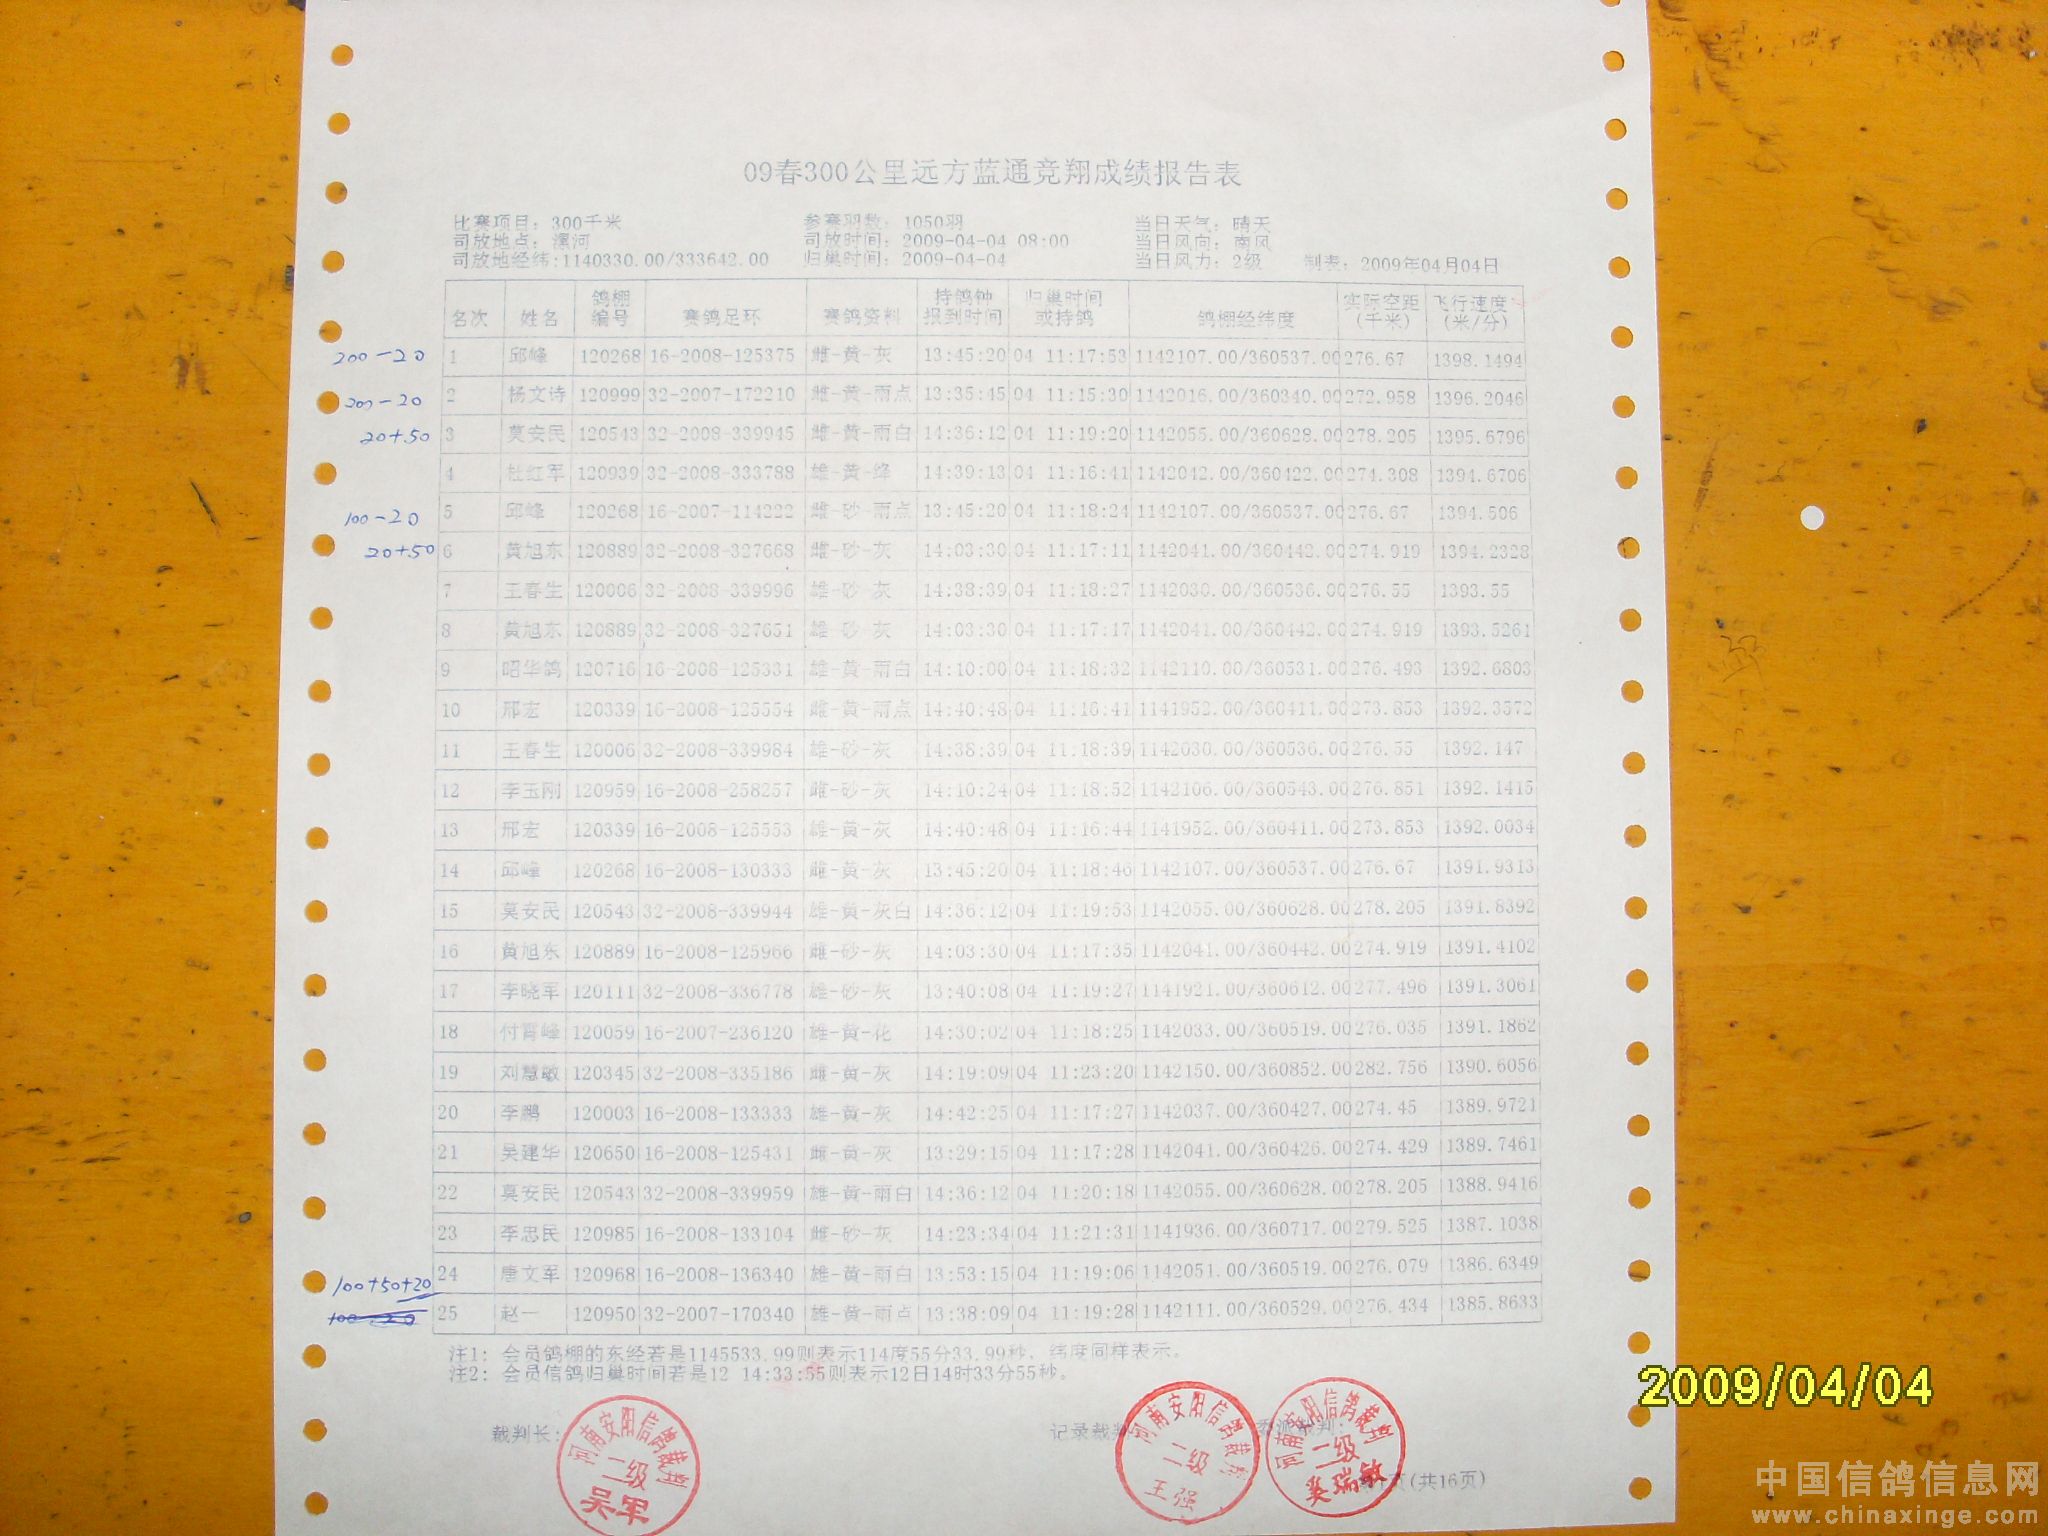 09春300公里远方蓝通竞翔成绩报告表
比赛项目: 300千米 参赛羽数: 1050羽 当日天气: 晴天
司放地点: 漯河 司放时间: 2009-04-04 08:00 当日风向: 南风
司放地经纬:1140330.00/333642.00 归巢时间: 2009-04-04 当日风力: 2级 制表: 2009年04月04日
名次 姓名 鸽棚编号 赛鸽足环 赛鸽资料 持鸽钟报到时间 归巢时间或持鸽 鸽棚经纬度 实际空距(千米) 飞行速度(米/分)
200-20 1 邱峰 120268 16-2008-125375 雌-黄-灰 13:45:20 04 11:17:53 1142107.00/360537.00 276.67 1398.1494
200-20 2 杨文诗 120999 32-2007-172210 雌-黄-雨点 13:35:45 04 11:15:30 1142016.00/360340.00 272.958 1396.2046
20+50 3 莫安民 120543 32-2008-339945 雌-黄-雨白 14:36:12 04 11:19:20 1142055.00/360628.00 278.205 1395.6796
4 杜红军 120939 32-2008-333788 雄-黄-绛 14:39:13 04 11:16:41 1142042.00/360422.00 274.308 1394.6706
100-20 5 邱峰 120268 16-2007-114222 雌-砂-雨点 13:45:20 04 11:18:24 1142107.00/360537.00 276.67 1394.506
20+50 6 黄旭东 120889 32-2008-327668 雌-砂-灰 14:03:30 04 11:17:11 1142041.00/360442.00 274.919 1394.2328
7 王春生 120006 32-2008-339996 雄-砂-灰 14:38:39 04 11:18:27 1142030.00/360536.00 276.55 1393.55
8 黄旭东 120889 32-2008-327651 雄-砂-灰 14:03:30 04 11:17:17 1142041.00/360442.00 274.919 1393.5261
9 昭华鸽 120716 16-2008-125331 雄-黄-雨白 14:10:00 04 11:18:32 1142110.00/360531.00 276.493 1392.6803
10 邢宏 120339 16-2008-125554 雌-黄-雨点 14:40:48 04 11:16:41 1141952.00/360411.00 273.853 1392.3572
11 王春生 120006 32-2008-339984 雄-砂-灰 14:38:39 04 11:18:39 1142030.00/360536.00 276.55 1392.147
12 李玉刚 120959 16-2008-258257 雌-砂-灰 14:10:24 04 11:18:52 1142106.00/360543.00 276.851 1392.1415
13 邢宏 120339 16-2008-125553 雄-黄-灰 14:40:48 04 11:16:44 1141952.00/360411.00 273.853 1392.0034
14 邱峰 120268 16-2008-130333 雌-黄-灰 13:45:20 04 11:18:46 1142107.00/360537.00 276.67 1391.9313
15 莫安民 120543 32-2008-339944 雄-黄-灰白 14:36:12 04 11:19:53 1142055.00/360628.00 278.205 1391.8392
16 黄旭东 120889 16-2008-125966 雌-砂-灰 14:03:30 04 11:17:35 1142041.00/360442.00 274.919 1391.4102
17 李晓军 120111 32-2008-336778 雄-砂-灰 13:40:08 04 11:19:27 1141921.00/360612.00 277.496 1391.3061
18 付霄峰 120059 16-2007-236120 雄-黄-花 14:30:02 04 11:18:25 1142033.00/360519.00 276.035 1391.1862
19 刘慧敏 120345 32-2008-335186 雌-黄-灰 14:19:09 04 11:23:20 1142150.00/360852.00 282.756 1390.6056
20 李鹏 120003 16-2008-133333 雄-黄-灰 14:42:25 04 11:17:27 1142037.00/360427.00 274.45 1389.9721
21 吴建华 120650 16-2008-125431 雌-黄-灰 13:29:15 04 11:17:28 1142041.00/360426.00 274.429 1389.7461
22 莫安民 120543 32-2008-339959 雄-黄-雨白 14:36:12 04 11:20:18 1142055.00/360628.00 278.205 1388.9416
23 李忠民 120985 16-2008-133104 雌-砂-灰 14:23:34 04 11:21:31 1141936.00/360717.00 279.525 1387.1038
100+50+20 24 唐文军 120968 16-2008-136340 雄-黄-雨白 13:53:15 04 11:19:06 1142051.00/360519.00 276.079 1386.6349
100-20 25 赵一 120950 32-2007-170340 雄-黄-雨点 13:38:09 04 11:19:28 1142111.00/360529.00 276.434 1385.8633
注1: 会员鸽棚的东经若是1145533.99则表示114度55分33.99秒, 纬度同样表示。
注2: 会员信鸽归巢时间若是12 14:33:55则表示12日14时33分55秒。
裁判长: 记录裁判 委派裁判:
河南安阳信鸽裁判 二级 吴军
河南安阳信鸽裁判 二级 王强
河南安阳信鸽裁判 二级 奚瑞敏
页(共16页)
2009/04/04
中国信鸽信息网
www.chinaxinge.com